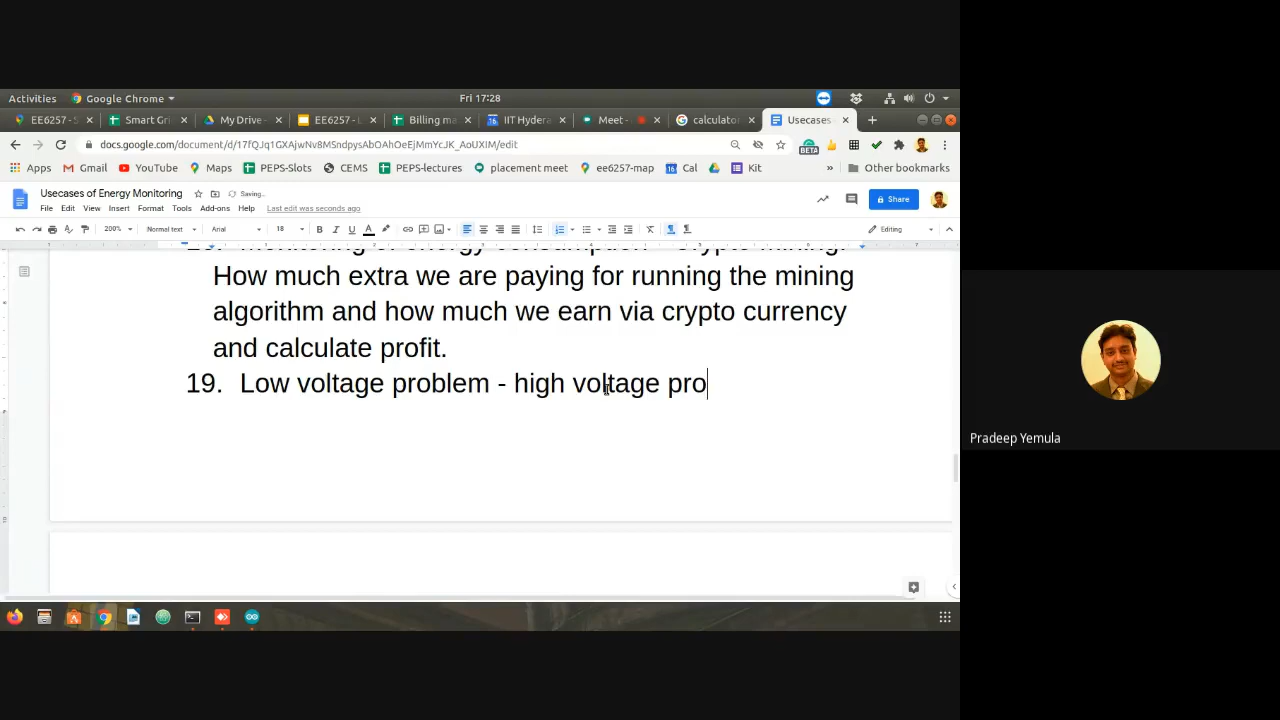 Activities Google Chrome Fri 17:28
EE6257 - S Smart Gri My Drive - EE6257 - L Billing ma IIT Hydera Meet - calculator Usecases
docs.google.com/document/d/17fQJq1GXAjwNv8MSndpysAbOAhOeEjMmYcJK_AoUXIM/edit BETA
Apps Gmail YouTube Maps PEPS-Slots CEMS PEPS-lectures placement meet ee6257-map Cal Kit » Other bookmarks
Usecases of Energy Monitoring Saving...
File Edit View Insert Format Tools Add-ons Help Last edit was seconds ago Share
200% Normal text Arial 18 B I U A Editing
How much extra we are paying for running the mining
algorithm and how much we earn via crypto currency
and calculate profit.
19. Low voltage problem - high voltage pro
Pradeep Yemula